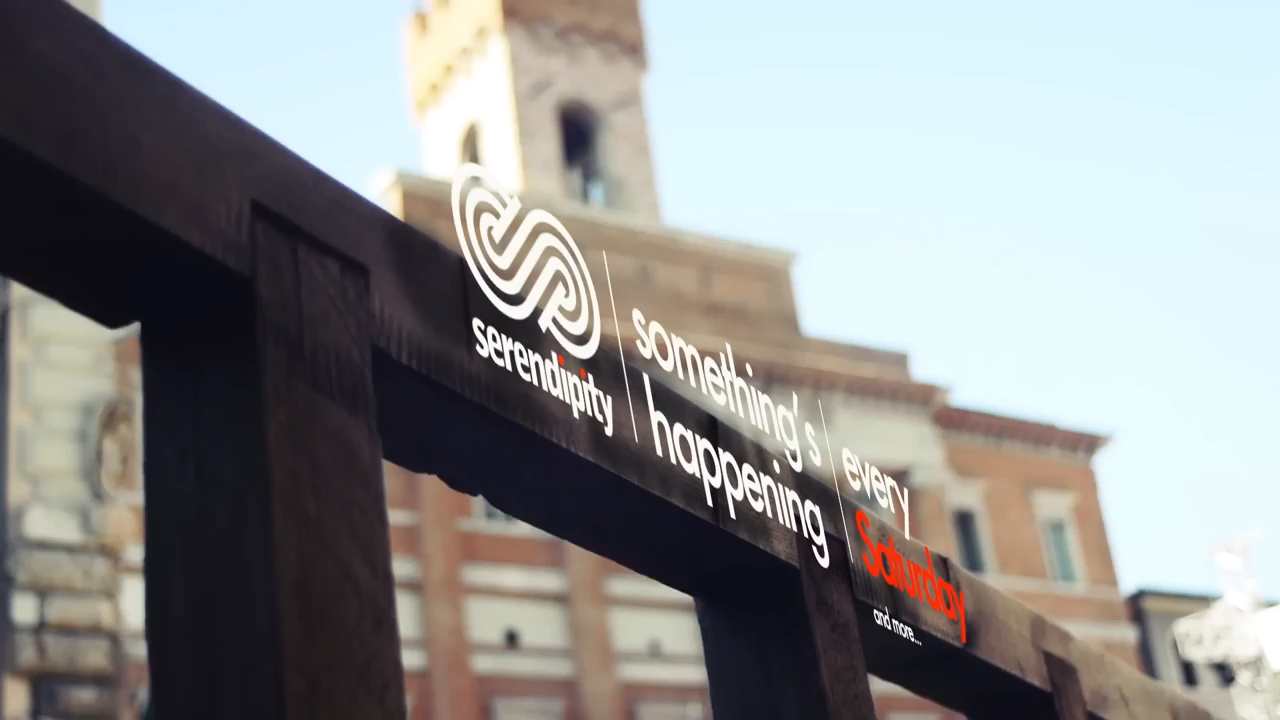 serendipity
something's
happening
every
Saturday
and more...